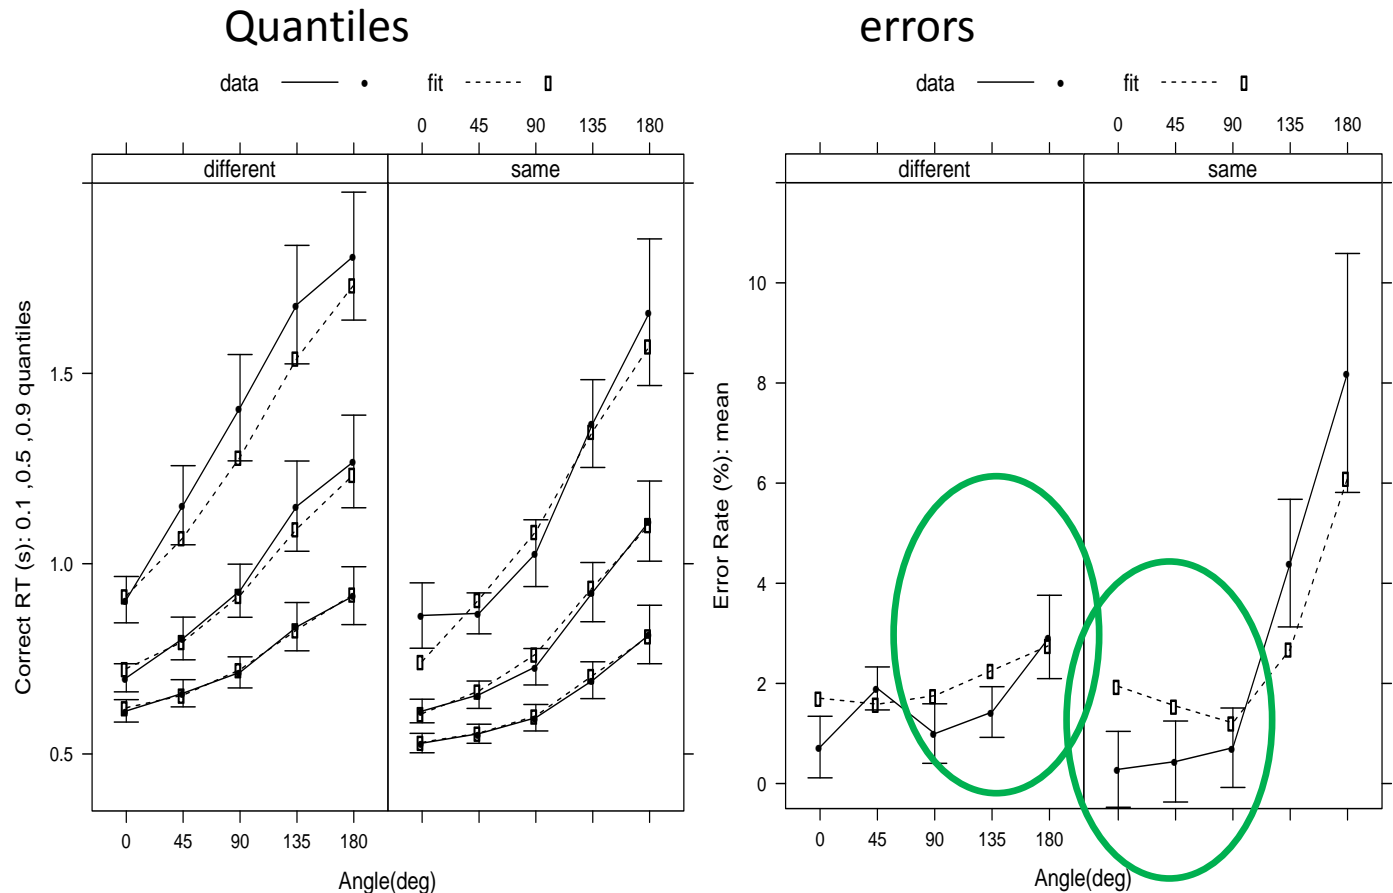 Quantiles
errors
data fit
data fit
0 45 90 135 180
0 45 90 135 180
different same
different same
Correct RT (s): 0.1 ,0.5 ,0.9 quantiles
1.5
1.0
0.5
Error Rate (%): mean
10
8
6
4
2
0
0 45 90 135 180
0 45 90 135 180
Angle(deg)
Angle(deg)